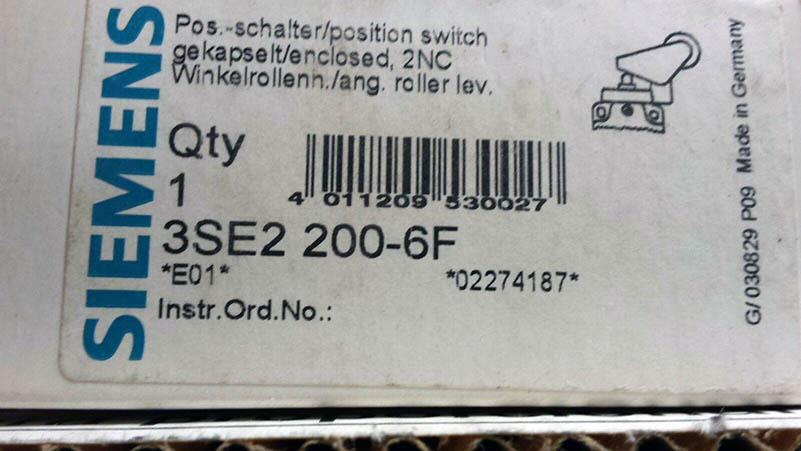 SIEMENS
Pos.-schalter/position switch
gekapselt/enclosed, 2NC
Winkelrollenh./ang. roller lev.
Qty
1
4 011209 530027
3SE2 200-6F
*E01*
*02274187*
Instr.Ord.No.:
G/ 030829 P09 Made in Germany